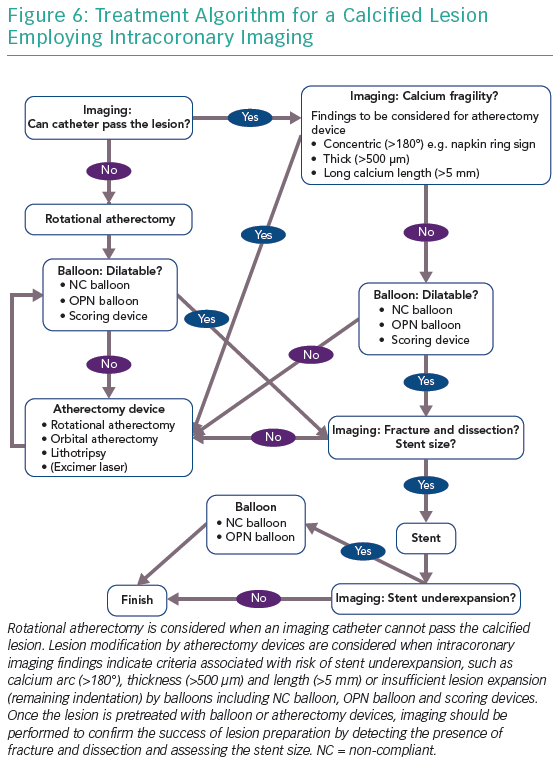 Figure 6: Treatment Algorithm for a Calcified Lesion
Employing Intracoronary Imaging
Imaging:
Can catheter pass the lesion?
Yes
Imaging: Calcium fragility?
Findings to be considered for atherectomy
device
• Concentric (>180°) e.g. napkin ring sign
• Thick (>500 µm)
• Long calcium length (>5 mm)
No
Rotational atherectomy
Yes
No
Balloon: Dilatable?
• NC balloon
• OPN balloon
• Scoring device
Balloon: Dilatable?
• NC balloon
• OPN balloon
• Scoring device
Yes
No
No
Yes
Atherectomy device
• Rotational atherectomy
• Orbital atherectomy
• Lithotripsy
• (Excimer laser)
No
Imaging: Fracture and dissection?
Stent size?
Yes
Balloon
• NC balloon
• OPN balloon
Stent
Yes
Finish
No
Imaging: Stent underexpansion?
Rotational atherectomy is considered when an imaging catheter cannot pass the calcified
lesion. Lesion modification by atherectomy devices are considered when intracoronary
imaging findings indicate criteria associated with risk of stent underexpansion, such as
calcium arc (>180°), thickness (>500 µm) and length (>5 mm) or insufficient lesion expansion
(remaining indentation) by balloons including NC balloon, OPN balloon and scoring devices.
Once the lesion is pretreated with balloon or atherectomy devices, imaging should be
performed to confirm the success of lesion preparation by detecting the presence of
fracture and dissection and assessing the stent size. NC = non-compliant.